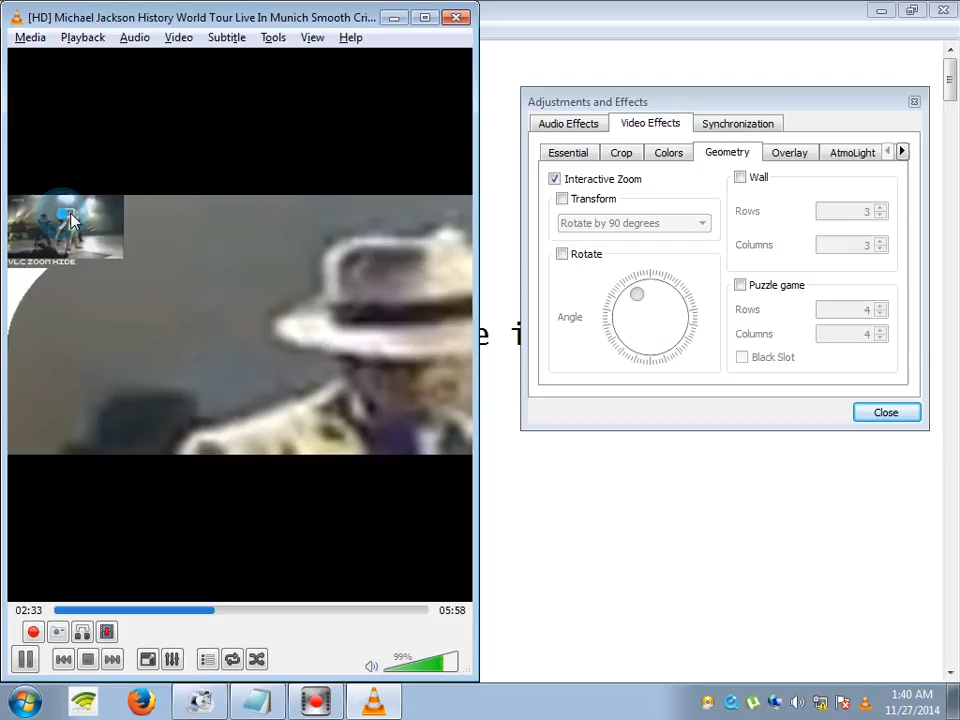 [HD] Michael Jackson History World Tour Live In Munich Smooth Cri...
Media Playback Audio Video Subtitle Tools View Help
VLC ZOOM HIDE
e i
02:33 05:58
99%
Adjustments and Effects
Audio Effects Video Effects Synchronization
Essential Crop Colors Geometry Overlay AtmoLight
Interactive Zoom
Transform
Rotate by 90 degrees
Rotate
Angle
Wall
Rows 3
Columns 3
Puzzle game
Rows 4
Columns 4
Black Slot
Close
1:40 AM
11/27/2014